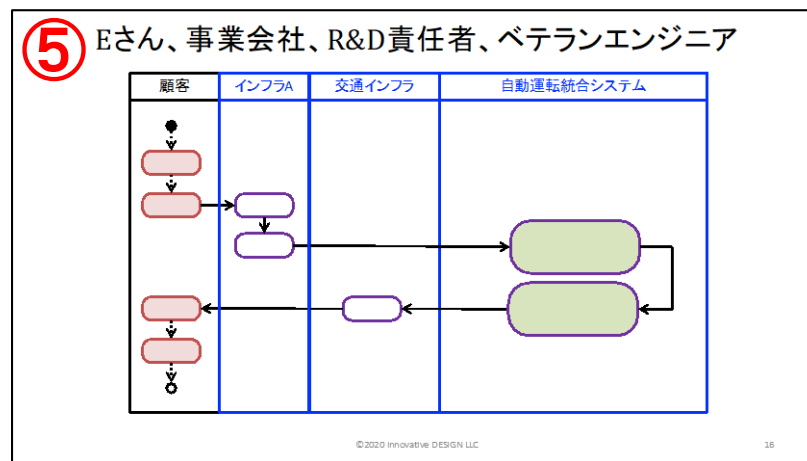 ⑤ Eさん、事業会社、R&D責任者、ベテランエンジニア
顧客 インフラA 交通インフラ 自動運転統合システム
©2020 Innovative DESIGN LLC 16